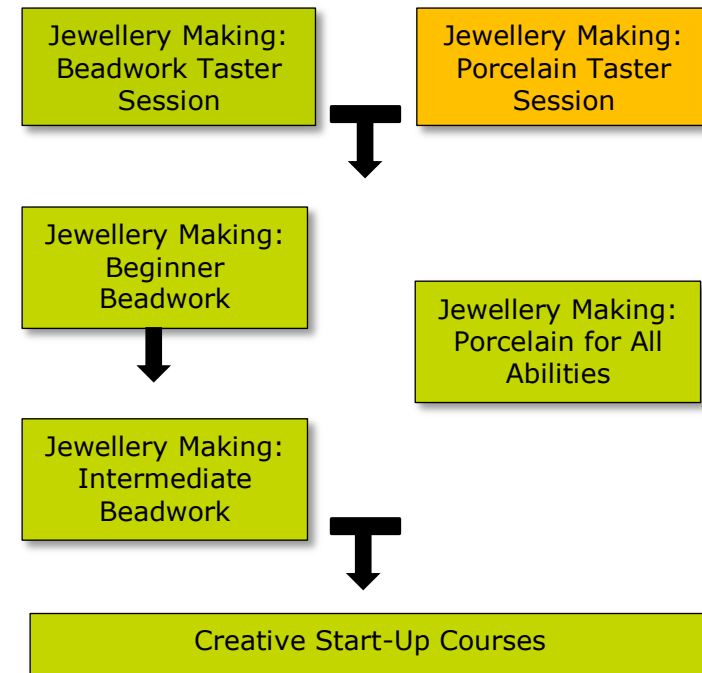 Jewellery Making:
Beadwork Taster
Session
Jewellery Making:
Porcelain Taster
Session
Jewellery Making:
Beginner
Beadwork
Jewellery Making:
Porcelain for All
Abilities
Jewellery Making:
Intermediate
Beadwork
Creative Start-Up Courses